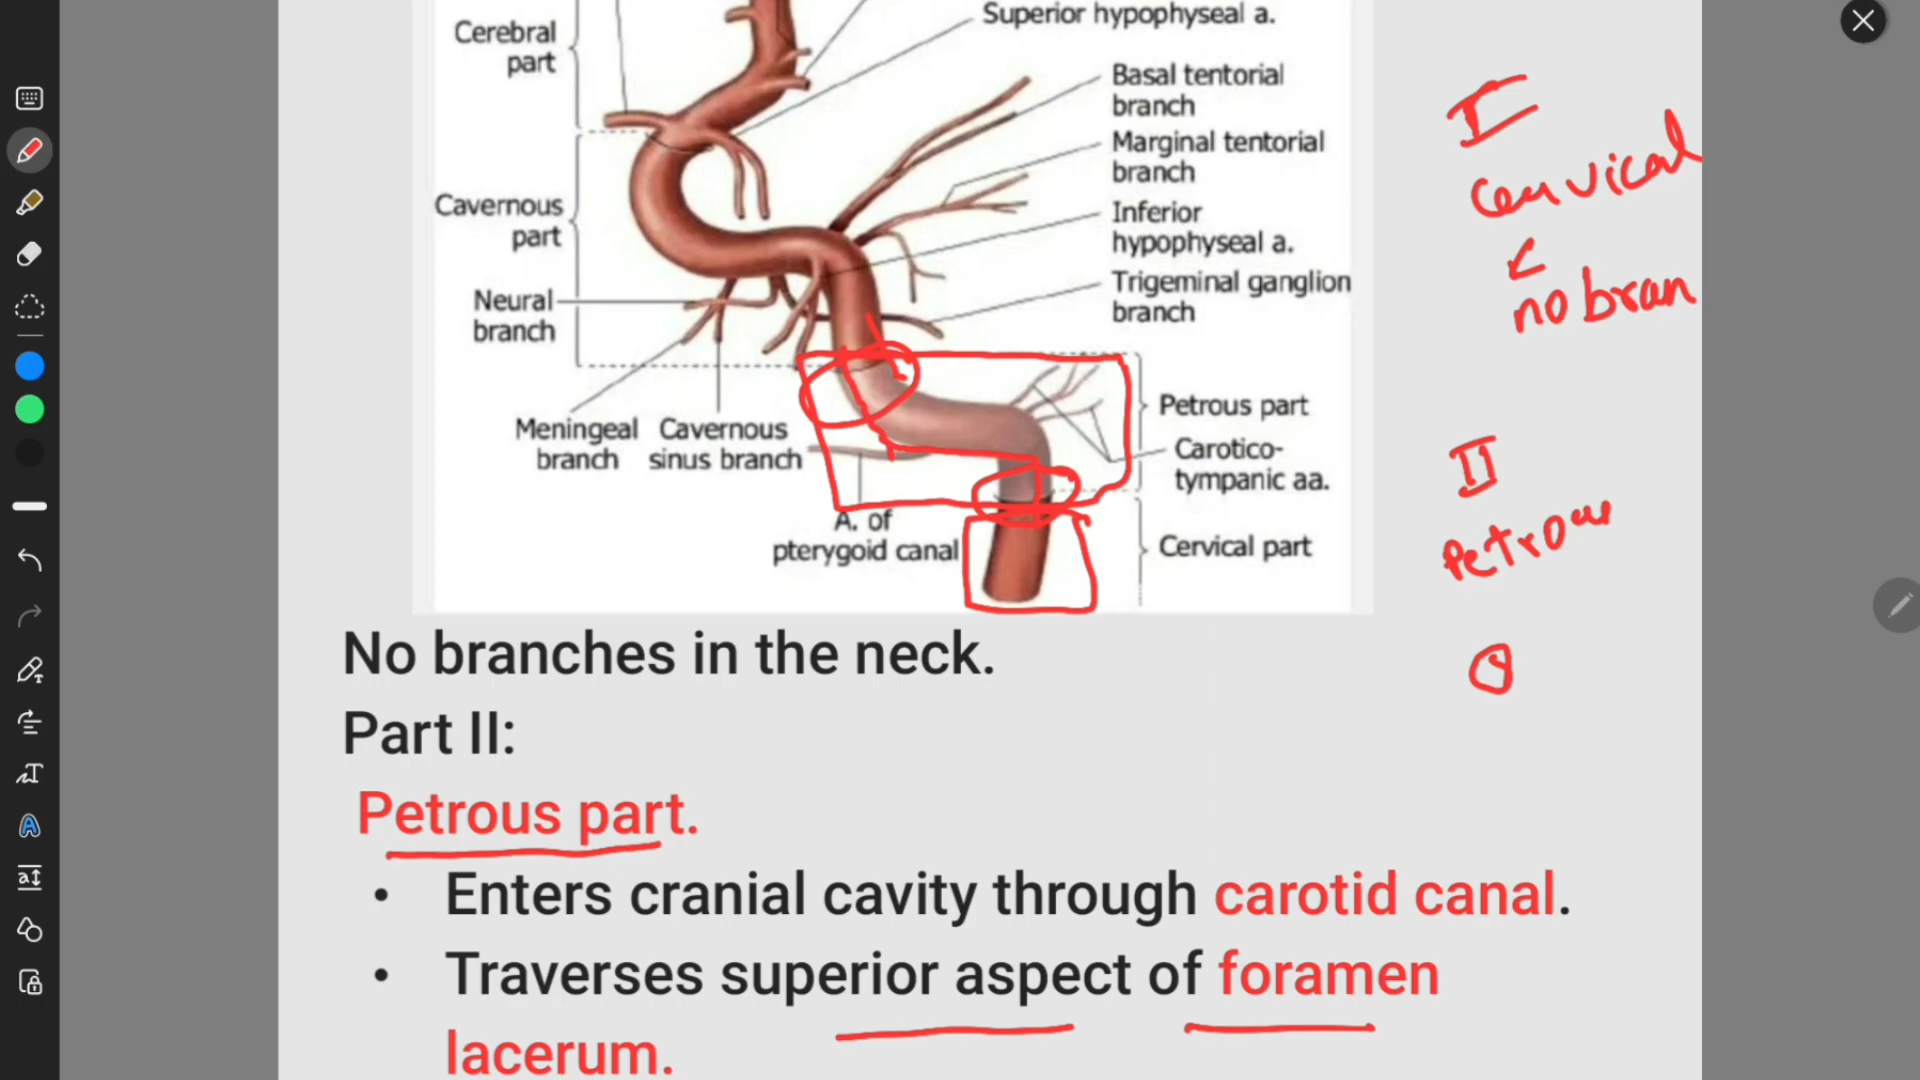 Cerebral
part
Superior hypophyseal a.
Basal tentorial
branch
Marginal tentorial
branch
Cavernous
part
Inferior
hypophyseal a.
Neural
branch
Trigeminal ganglion
branch
Meningeal
branch
Cavernous
sinus branch
Petrous part
Carotico-
tympanic aa.
A. of
pterygoid canal
Cervical part
I
Cervical
no bran
II
Petrous
No branches in the neck.
Part II:
Petrous part.
• Enters cranial cavity through carotid canal.
• Traverses superior aspect of foramen
lacerum.